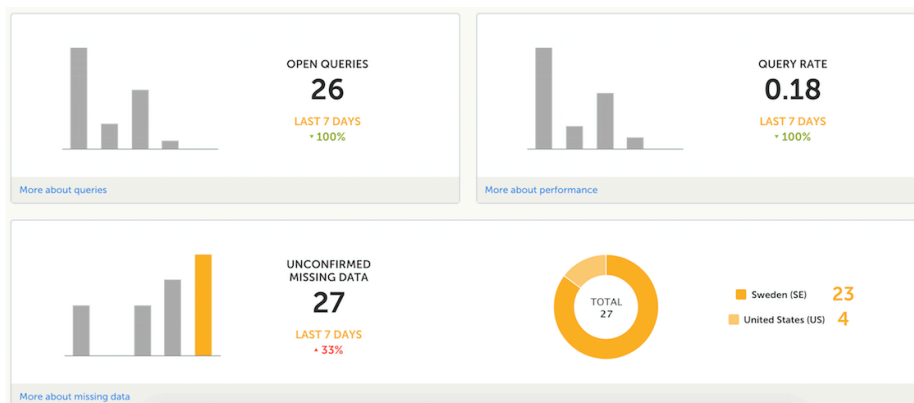 OPEN QUERIES
26
LAST 7 DAYS
▾ 100%
More about queries
QUERY RATE
0.18
LAST 7 DAYS
▾ 100%
More about performance
UNCONFIRMED
MISSING DATA
27
LAST 7 DAYS
▴ 33%
TOTAL
27
Sweden (SE) 23
United States (US) 4
More about missing data